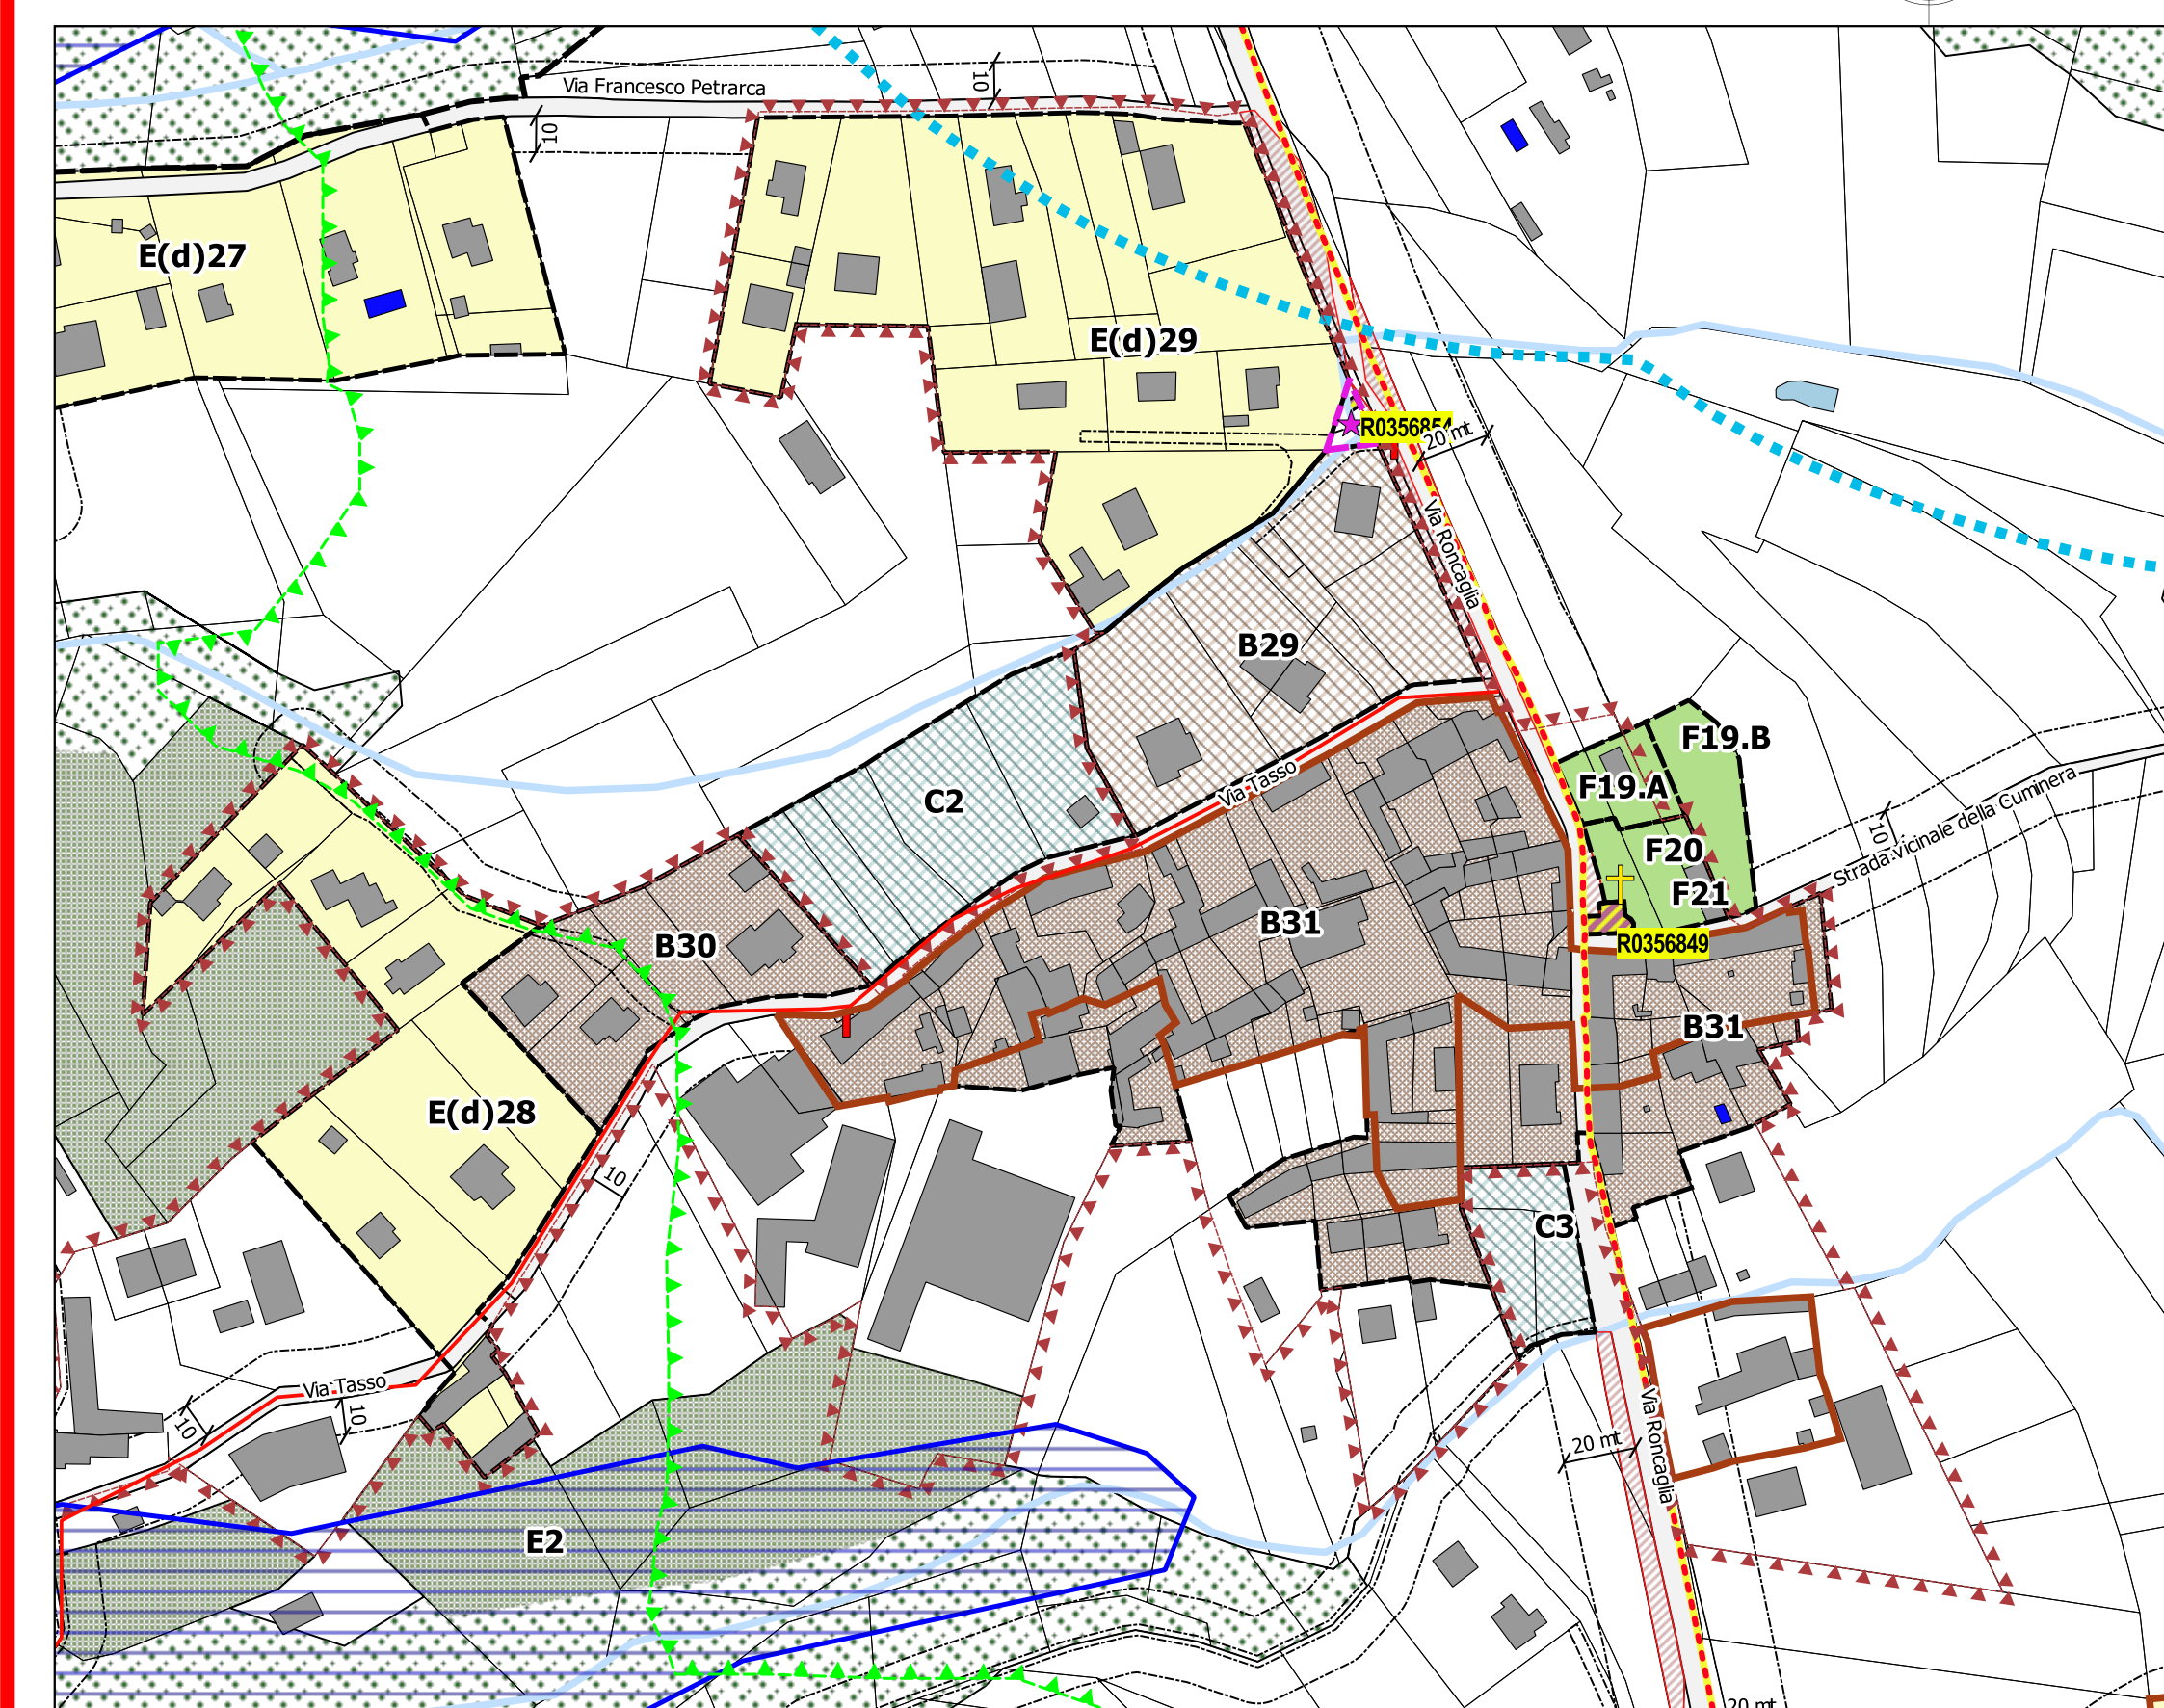 Via Francesco Petrarca
10
10
E(d)27
E(d)29
R0356854
20 mt
Via Roncaglia
B29
F19.B
Via Tasso
F19.A
C2
Strada vicinale della Cuminera
10
F20
F21
B31
B30
R0356849
B31
E(d)28
10
C3
Via Tasso
10
10
20 mt
Via Roncaglia
E2
20 mt